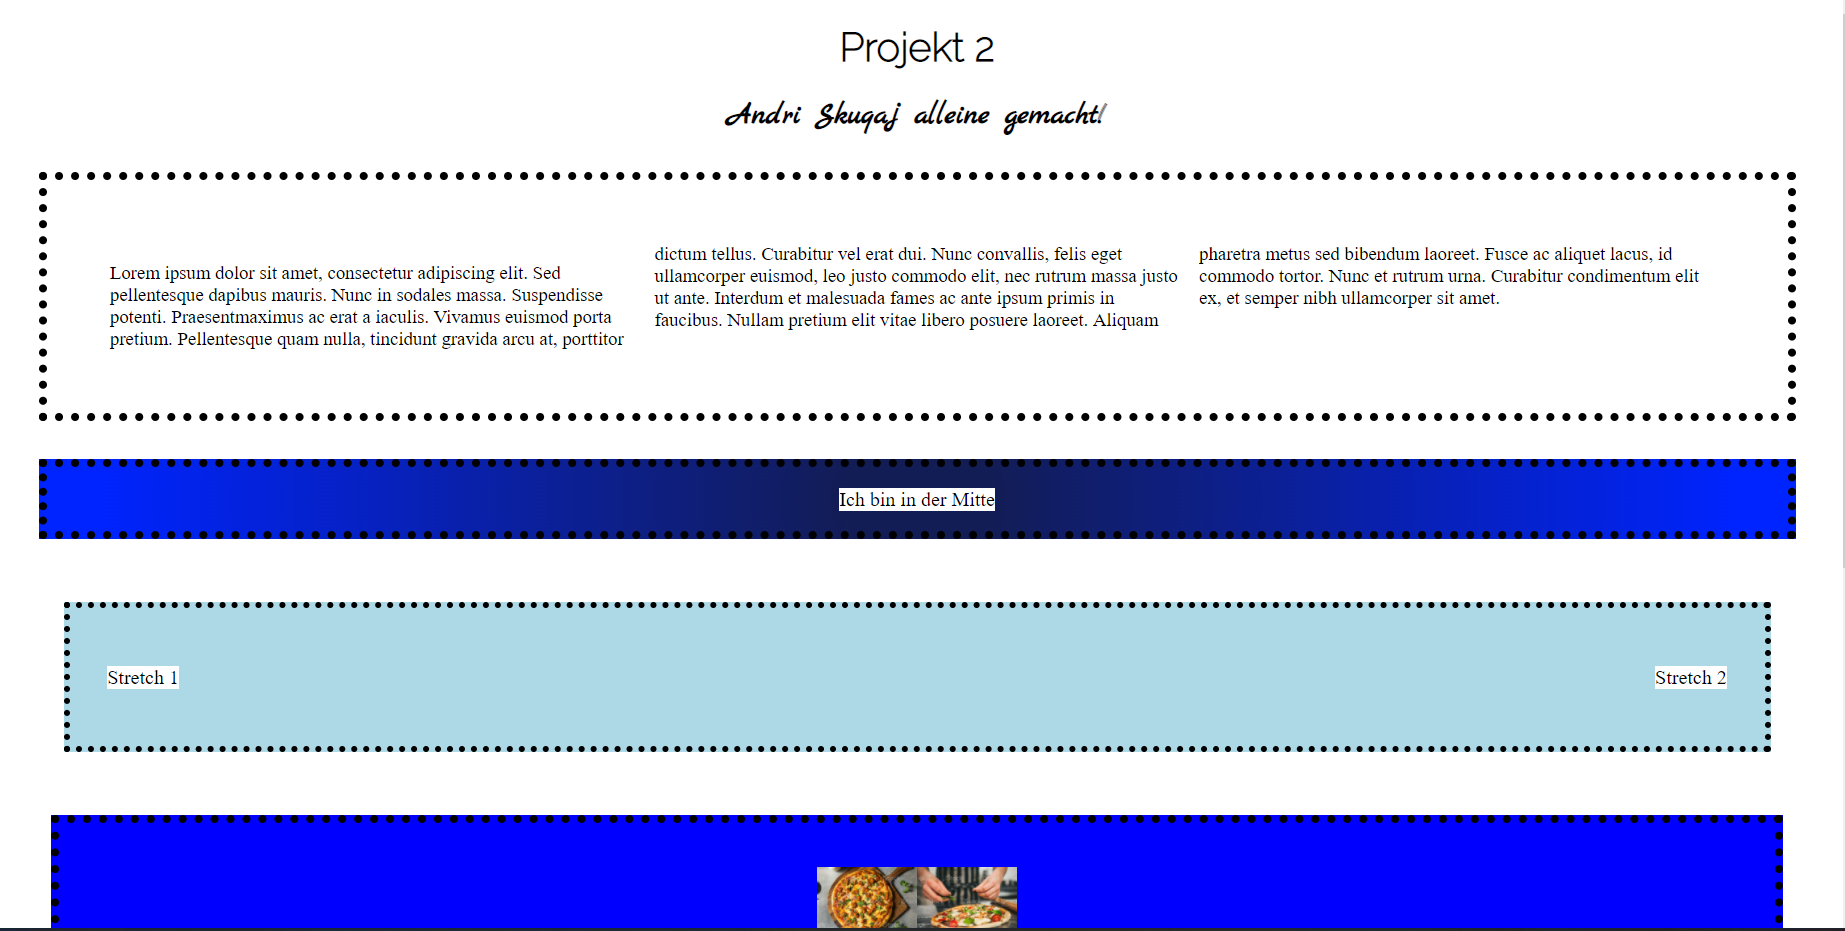 Projekt 2
Andri Skuqaj alleine gemacht!
Lorem ipsum dolor sit amet, consectetur adipiscing elit. Sed
pellentesque dapibus mauris. Nunc in sodales massa. Suspendisse
potenti. Praesentmaximus ac erat a iaculis. Vivamus euismod porta
pretium. Pellentesque quam nulla, tincidunt gravida arcu at, porttitor
dictum tellus. Curabitur vel erat dui. Nunc convallis, felis eget
ullamcorper euismod, leo justo commodo elit, nec rutrum massa justo
ut ante. Interdum et malesuada fames ac ante ipsum primis in
faucibus. Nullam pretium elit vitae libero posuere laoreet. Aliquam
pharetra metus sed bibendum laoreet. Fusce ac aliquet lacus, id
commodo tortor. Nunc et rutrum urna. Curabitur condimentum elit
ex, et semper nibh ullamcorper sit amet.
Ich bin in der Mitte
Stretch 1
Stretch 2